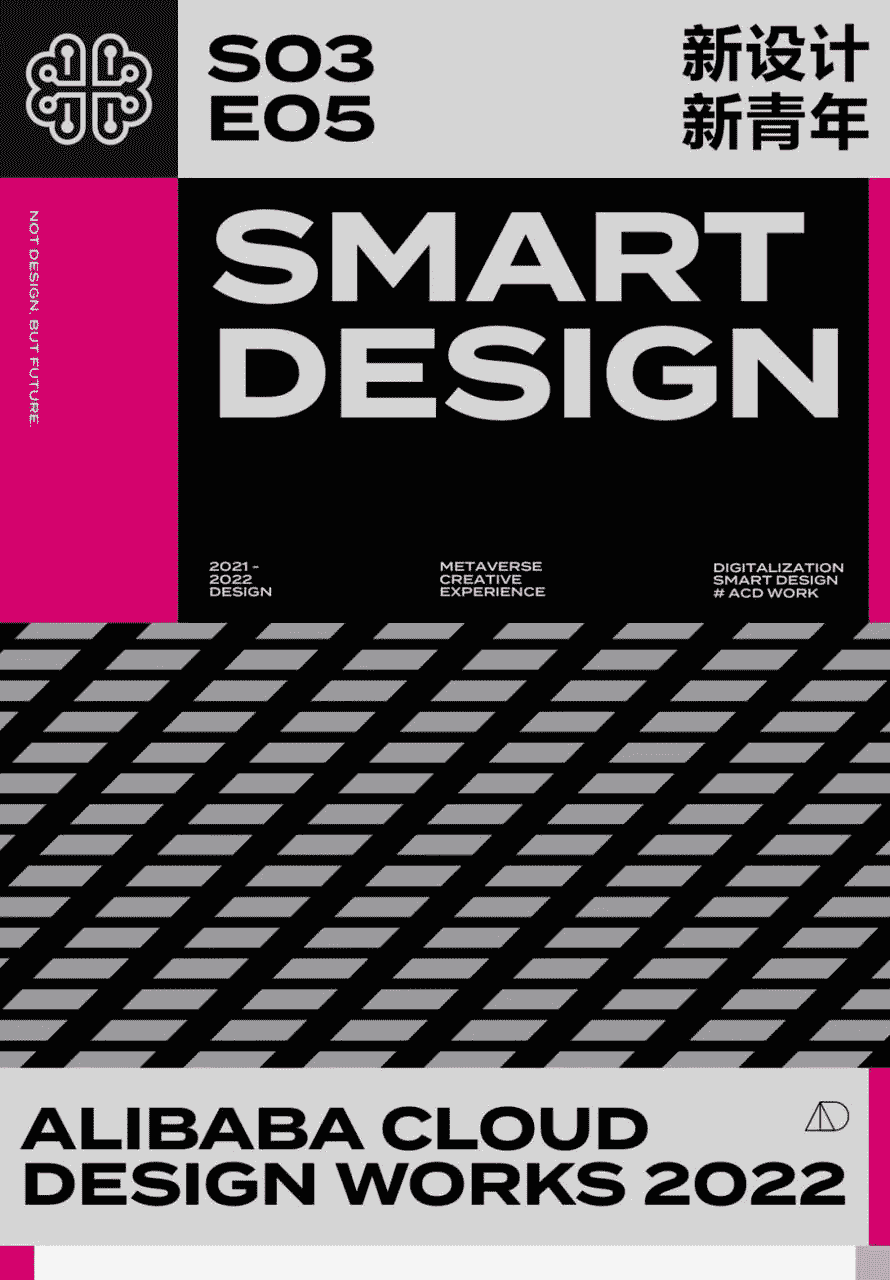 S03
E05
新设计
新青年
NOT DESIGN, BUT FUTURE.
SMART
DESIGN
2021 -
2022
DESIGN
METAVERSE
CREATIVE
EXPERIENCE
DIGITALIZATION
SMART DESIGN
# ACD WORK
ALIBABA CLOUD
DESIGN WORKS 2022